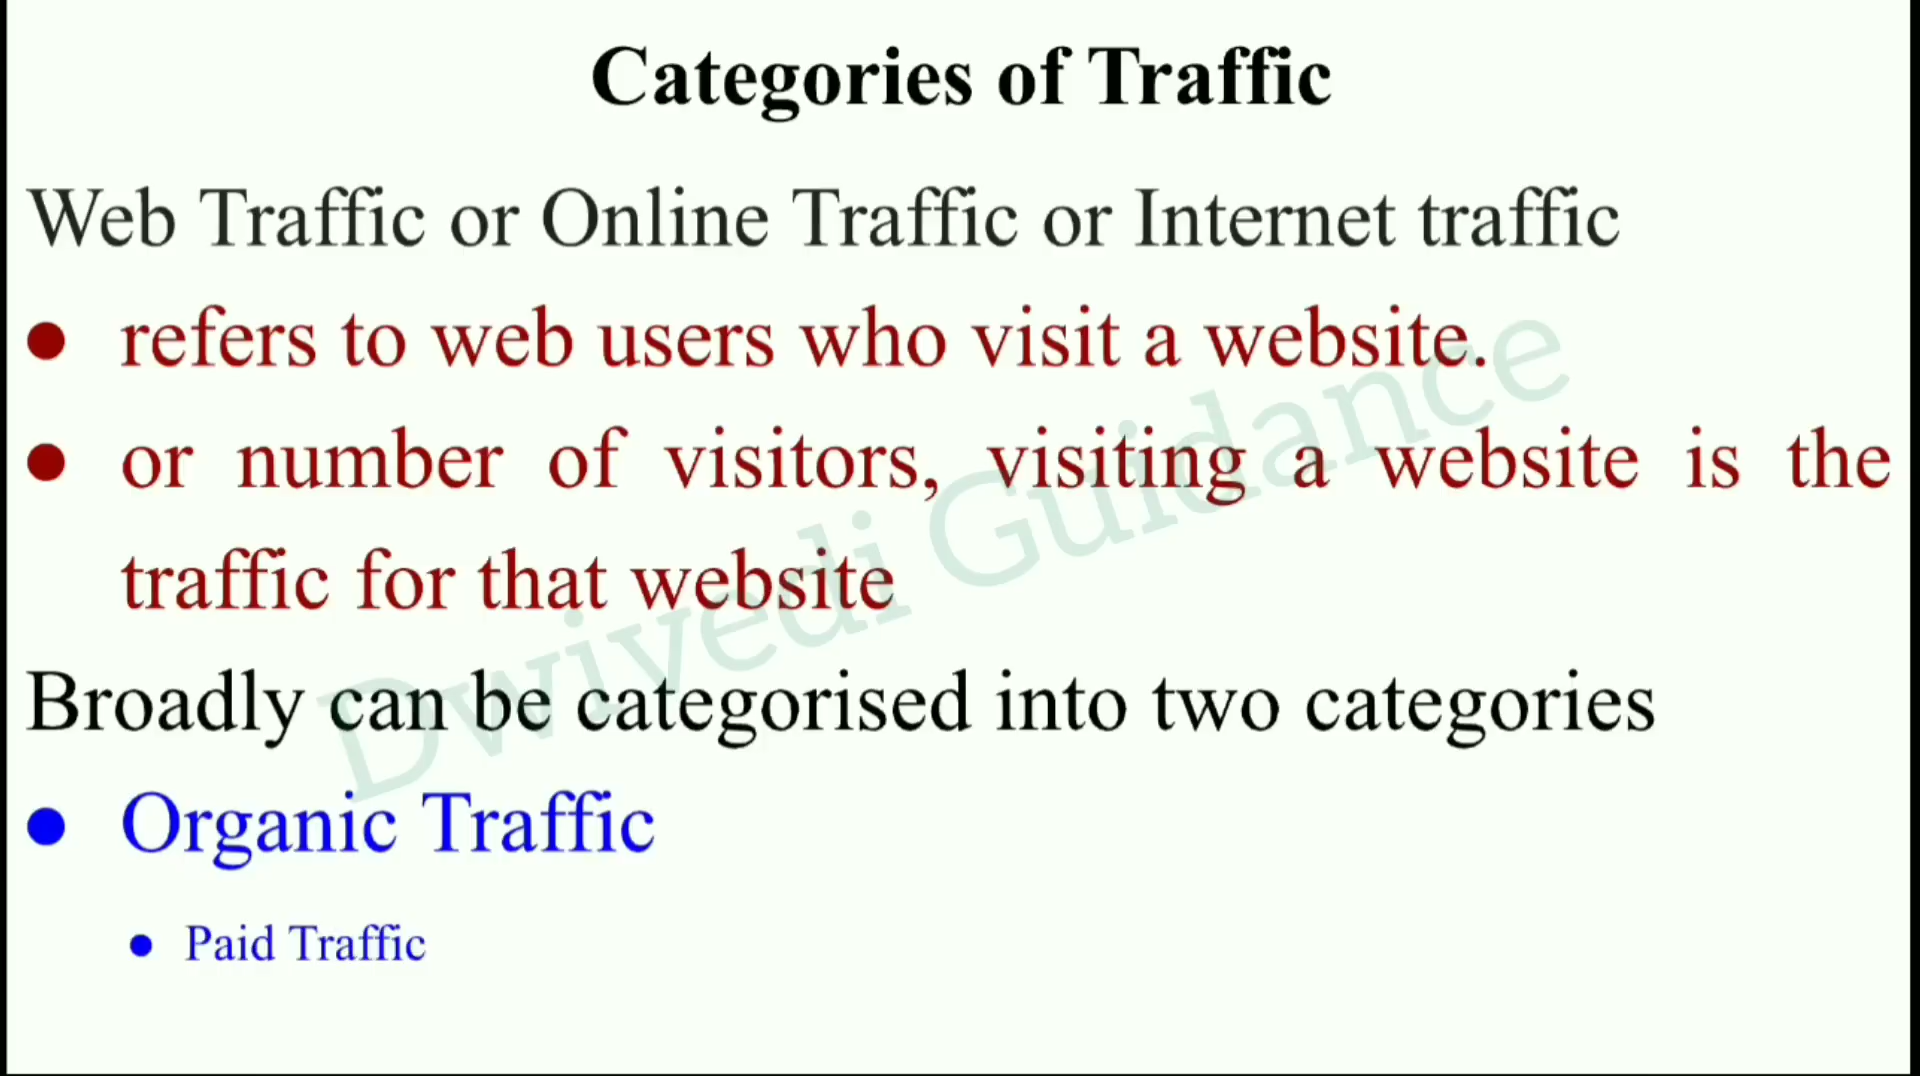 Categories of Traffic
Web Traffic or Online Traffic or Internet traffic
● refers to web users who visit a website.
● or number of visitors, visiting a website is the
traffic for that website
Broadly can be categorised into two categories
● Organic Traffic
● Paid Traffic
Dwivedi Guidance